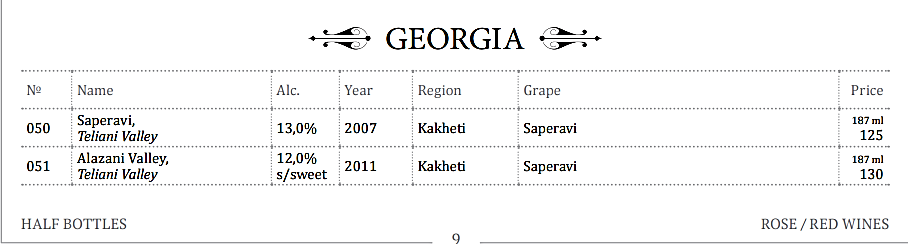 GEORGIA
№ Name Alc. Year Region Grape Price
050 Saperavi, Teliani Valley 13,0% 2007 Kakheti Saperavi 187 ml 125
051 Alazani Valley, Teliani Valley 12,0% s/sweet 2011 Kakheti Saperavi 187 ml 130
HALF BOTTLES ROSE / RED WINES
9